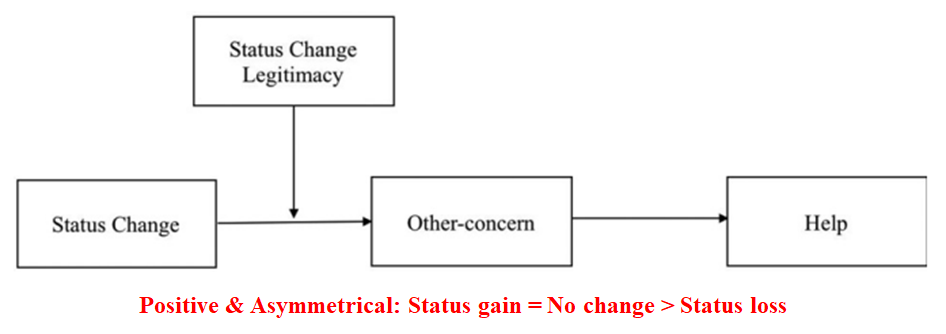 Status Change
Legitimacy
Status Change
Other-concern
Help
Positive & Asymmetrical: Status gain = No change > Status loss